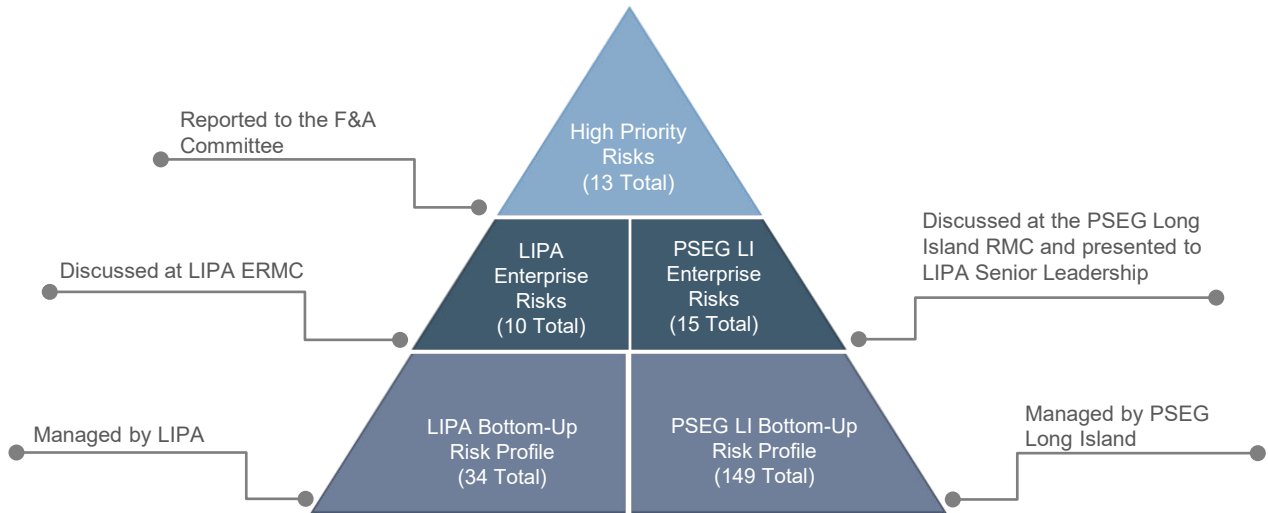 Reported to the F&A
Committee
High Priority
Risks
(13 Total)
Discussed at LIPA ERMC
LIPA
Enterprise
Risks
(10 Total)
PSEG LI
Enterprise
Risks
(15 Total)
Discussed at the PSEG Long
Island RMC and presented to
LIPA Senior Leadership
Managed by LIPA
LIPA Bottom-Up
Risk Profile
(34 Total)
PSEG LI Bottom-Up
Risk Profile
(149 Total)
Managed by PSEG
Long Island